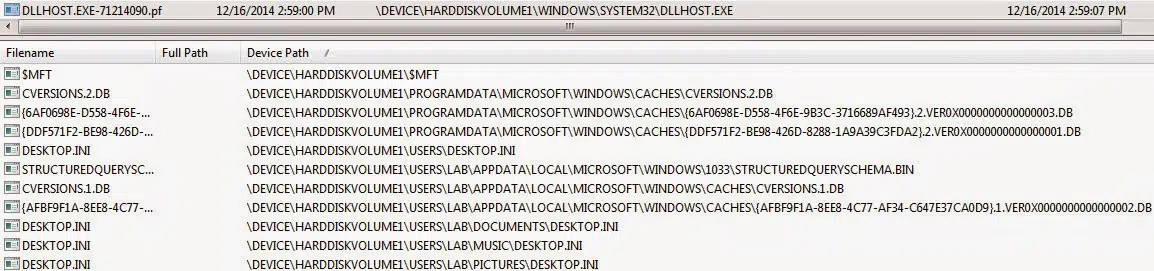 DLLHOST.EXE-71214090.pf 12/16/2014 2:59:00 PM \DEVICE\HARDDISKVOLUME1\WINDOWS\SYSTEM32\DLLHOST.EXE 12/16/2014 2:59:07 PM
Filename Full Path Device Path
$MFT \DEVICE\HARDDISKVOLUME1\$MFT
CVERSIONS.2.DB \DEVICE\HARDDISKVOLUME1\PROGRAMDATA\MICROSOFT\WINDOWS\CACHES\CVERSIONS.2.DB
{6AF0698E-D558-4F6E-... \DEVICE\HARDDISKVOLUME1\PROGRAMDATA\MICROSOFT\WINDOWS\CACHES\{6AF0698E-D558-4F6E-9B3C-3716689AF493}.2.VER0X0000000000000003.DB
{DDF571F2-BE98-426D-... \DEVICE\HARDDISKVOLUME1\PROGRAMDATA\MICROSOFT\WINDOWS\CACHES\{DDF571F2-BE98-426D-8288-1A9A39C3FDA2}.2.VER0X0000000000000001.DB
DESKTOP.INI \DEVICE\HARDDISKVOLUME1\USERS\DESKTOP.INI
STRUCTUREDQUERYSC... \DEVICE\HARDDISKVOLUME1\USERS\LAB\APPDATA\LOCAL\MICROSOFT\WINDOWS\1033\STRUCTUREDQUERYSCHEMA.BIN
CVERSIONS.1.DB \DEVICE\HARDDISKVOLUME1\USERS\LAB\APPDATA\LOCAL\MICROSOFT\WINDOWS\CACHES\CVERSIONS.1.DB
{AFBF9F1A-8EE8-4C77-... \DEVICE\HARDDISKVOLUME1\USERS\LAB\APPDATA\LOCAL\MICROSOFT\WINDOWS\CACHES\{AFBF9F1A-8EE8-4C77-AF34-C647E37CA0D9}.1.VER0X0000000000000002.DB
DESKTOP.INI \DEVICE\HARDDISKVOLUME1\USERS\LAB\DOCUMENTS\DESKTOP.INI
DESKTOP.INI \DEVICE\HARDDISKVOLUME1\USERS\LAB\MUSIC\DESKTOP.INI
DESKTOP.INI \DEVICE\HARDDISKVOLUME1\USERS\LAB\PICTURES\DESKTOP.INI